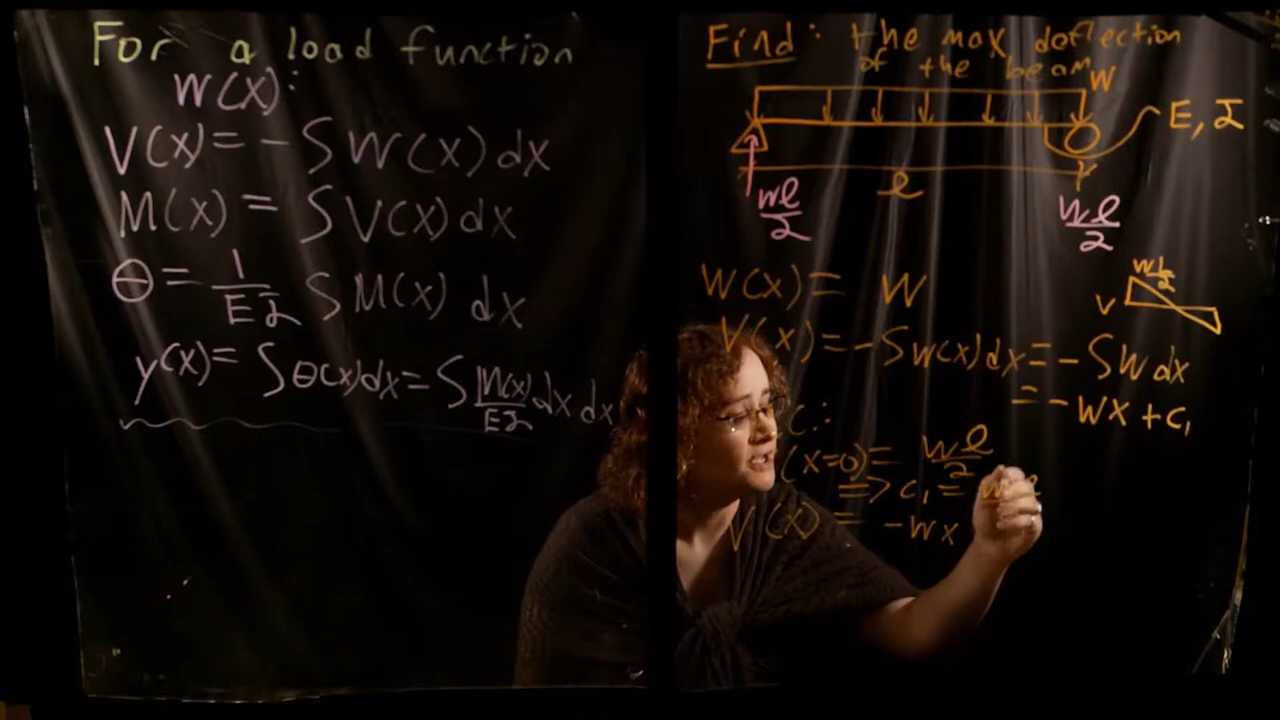 For a load function
W(x):
V(x) = -∫W(x)dx
M(x) = ∫V(x)dx
θ = 1/EI ∫M(x) dx
y(x) = ∫θ(x)dx = ∫M(x)/EI dx dx
Find: the max deflection
of the beam
W
E, I
l
wl/2
wl/2
W(x) = W
wl/2
V
V(x) = -∫W(x)dx = -∫W dx
= -Wx + c₁
C.:
(x=0) = wl/2
=> c₁ =
V(x) = -Wx